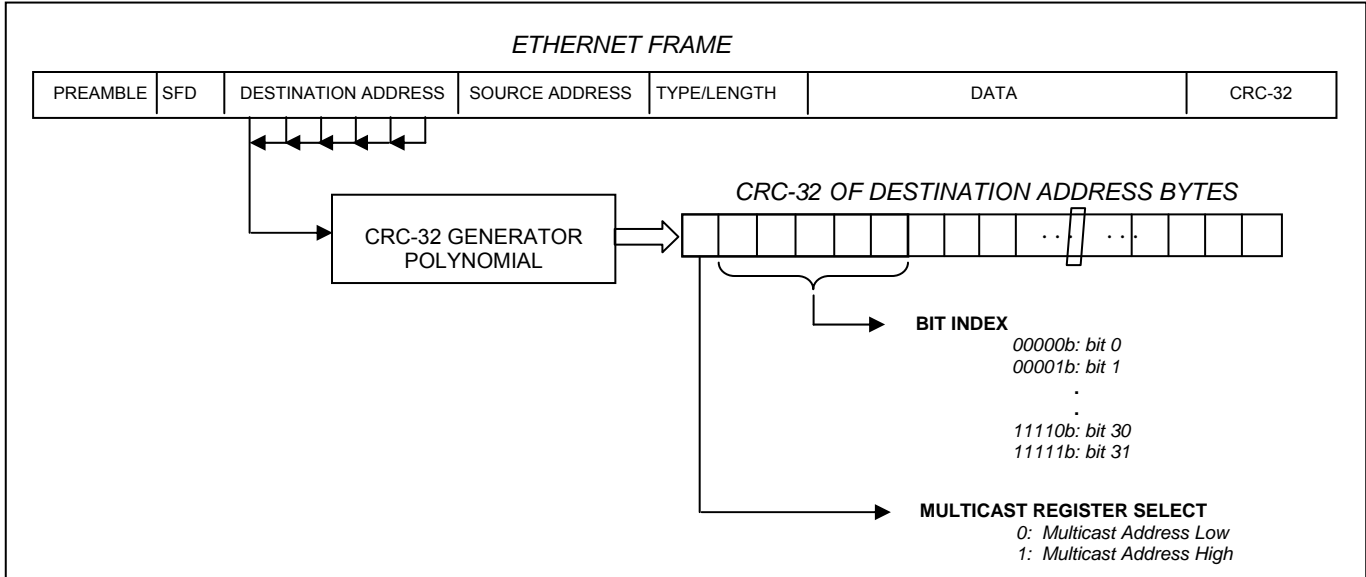 ETHERNET FRAME
PREAMBLE SFD DESTINATION ADDRESS SOURCE ADDRESS TYPE/LENGTH DATA CRC-32
CRC-32 OF DESTINATION ADDRESS BYTES
CRC-32 GENERATOR
POLYNOMIAL
. . . . . .
BIT INDEX
00000b: bit 0
00001b: bit 1
.
.
11110b: bit 30
11111b: bit 31
MULTICAST REGISTER SELECT
0: Multicast Address Low
1: Multicast Address High